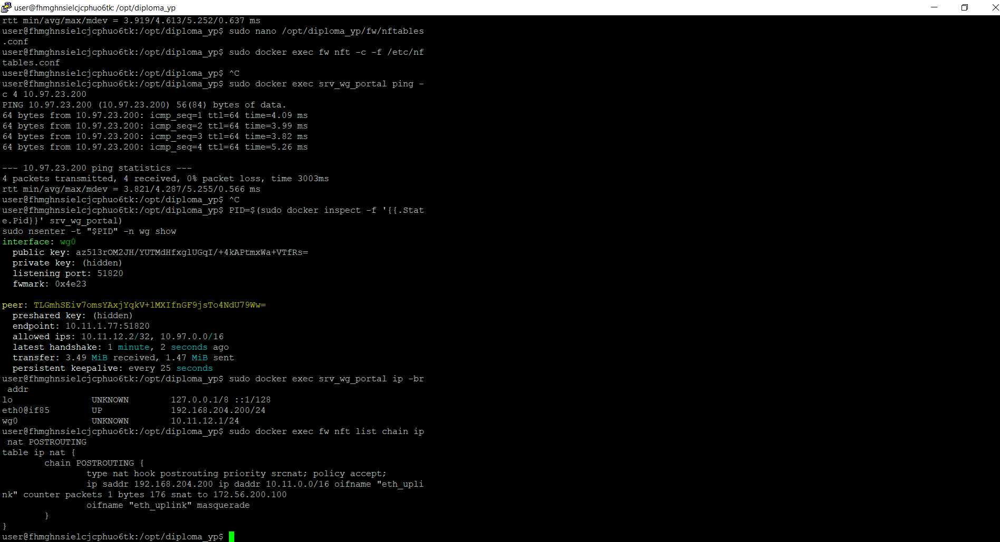 user@fhmghnsielcjcphuo6tk: /opt/diploma_yp
rtt min/avg/max/mdev = 3.919/4.613/5.252/0.637 ms
user@fhmghnsielcjcphuo6tk:/opt/diploma_yp$ sudo nano /opt/diploma_yp/fw/nftables
.conf
user@fhmghnsielcjcphuo6tk:/opt/diploma_yp$ sudo docker exec fw nft -c -f /etc/nf
tables.conf
user@fhmghnsielcjcphuo6tk:/opt/diploma_yp$ ^C
user@fhmghnsielcjcphuo6tk:/opt/diploma_yp$ sudo docker exec srv_wg_portal ping -
c 4 10.97.23.200
PING 10.97.23.200 (10.97.23.200) 56(84) bytes of data.
64 bytes from 10.97.23.200: icmp_seq=1 ttl=64 time=4.09 ms
64 bytes from 10.97.23.200: icmp_seq=2 ttl=64 time=3.99 ms
64 bytes from 10.97.23.200: icmp_seq=3 ttl=64 time=3.82 ms
64 bytes from 10.97.23.200: icmp_seq=4 ttl=64 time=5.26 ms
--- 10.97.23.200 ping statistics ---
4 packets transmitted, 4 received, 0% packet loss, time 3003ms
rtt min/avg/max/mdev = 3.821/4.287/5.255/0.566 ms
user@fhmghnsielcjcphuo6tk:/opt/diploma_yp$ ^C
user@fhmghnsielcjcphuo6tk:/opt/diploma_yp$ PID=$(sudo docker inspect -f '{{.Stat
e.Pid}}' srv_wg_portal)
sudo nsenter -t "$PID" -n wg show
interface: wg0
  public key: az513rOM2JH/YUTMdHfxglUGqI/+4kAPtmxWa+VTfRs=
  private key: (hidden)
  listening port: 51820
  fwmark: 0x4e23
peer: TLGmhSEiv7omsYAxjYqkV+1MXIfnGF9jsTo4NdU79Ww=
  preshared key: (hidden)
  endpoint: 10.11.1.77:51820
  allowed ips: 10.11.12.2/32, 10.97.0.0/16
  latest handshake: 1 minute, 2 seconds ago
  transfer: 3.49 MiB received, 1.47 MiB sent
  persistent keepalive: every 25 seconds
user@fhmghnsielcjcphuo6tk:/opt/diploma_yp$ sudo docker exec srv_wg_portal ip -br
 addr
lo               UNKNOWN        127.0.0.1/8 ::1/128
eth0@if85        UP             192.168.204.200/24
wg0              UNKNOWN        10.11.12.1/24
user@fhmghnsielcjcphuo6tk:/opt/diploma_yp$ sudo docker exec fw nft list chain ip
 nat POSTROUTING
table ip nat {
        chain POSTROUTING {
                type nat hook postrouting priority srcnat; policy accept;
                ip saddr 192.168.204.200 ip daddr 10.11.0.0/16 oifname "eth_upli
nk" counter packets 1 bytes 176 snat to 172.56.200.100
                oifname "eth_uplink" masquerade
        }
}
user@fhmghnsielcjcphuo6tk:/opt/diploma_yp$